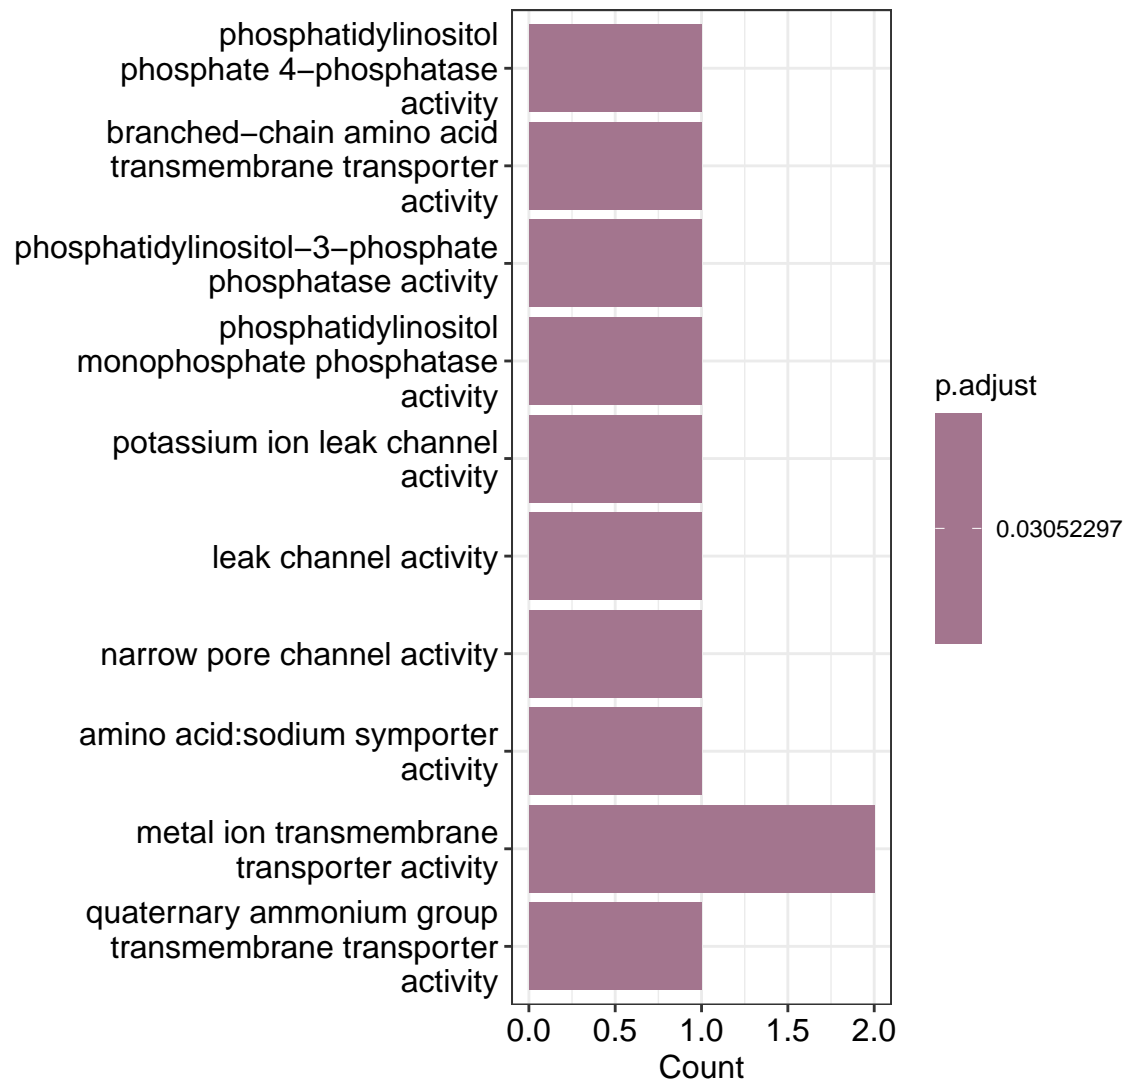 phosphatidylinositol
phosphate 4−phosphatase
activity
branched−chain amino acid
transmembrane transporter
activity
phosphatidylinositol−3−phosphate
phosphatase activity
phosphatidylinositol
monophosphate phosphatase
activity
potassium ion leak channel
activity
leak channel activity
narrow pore channel activity
amino acid:sodium symporter
activity
metal ion transmembrane
transporter activity
quaternary ammonium group
transmembrane transporter
activity
0.0 0.5 1.0 1.5 2.0
Count
p.adjust
0.03052297